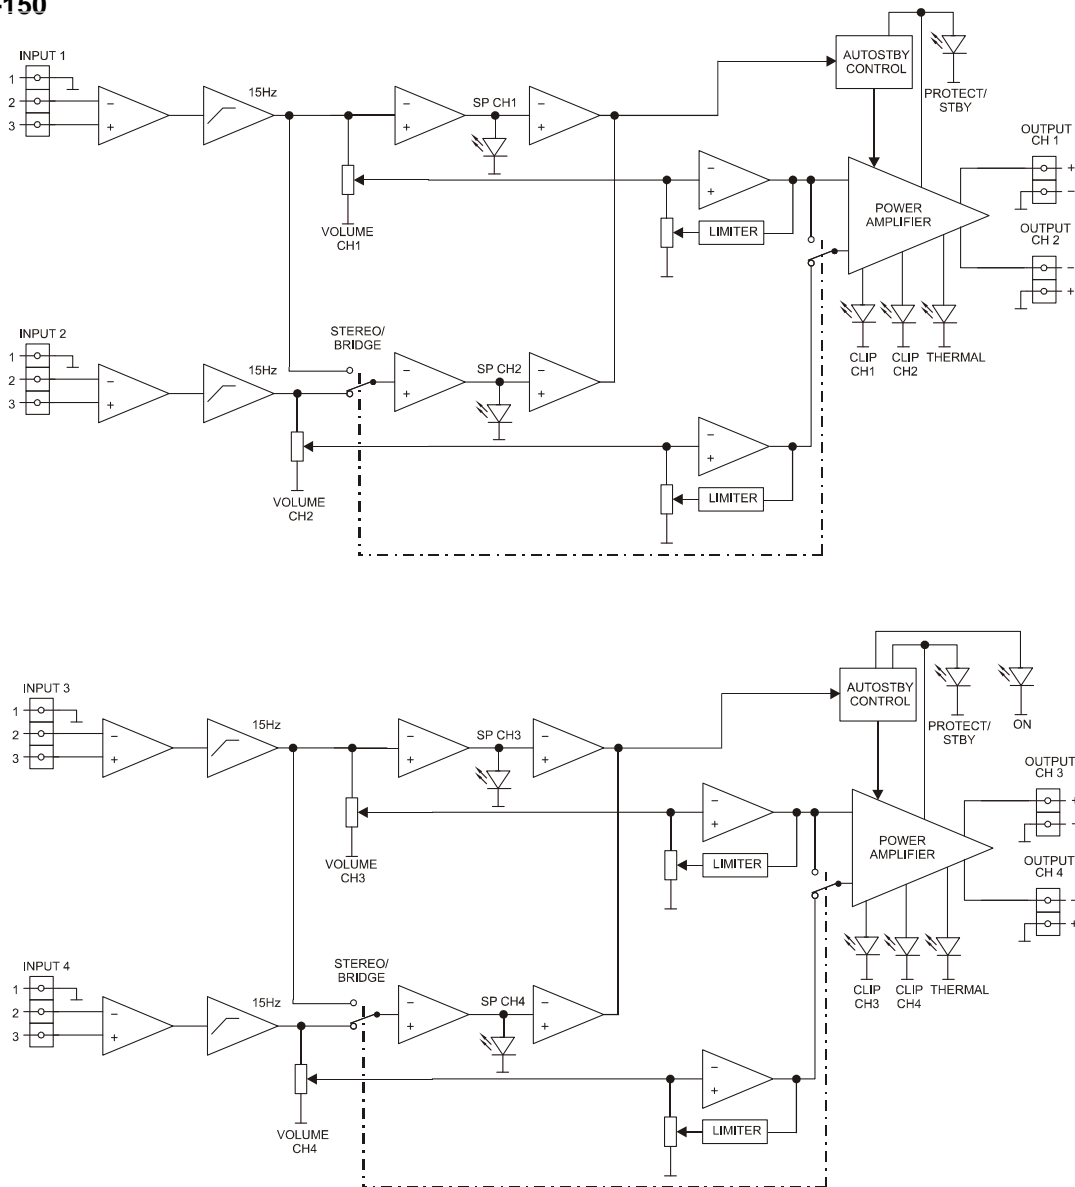 -150
INPUT 1
1
2
3
−
+
15Hz
−
+
SP CH1
−
+
AUTOSTBY
CONTROL
PROTECT/
STBY
VOLUME
CH1
−
+
LIMITER
POWER
AMPLIFIER
OUTPUT
CH 1
+
−
OUTPUT
CH 2
−
+
CLIP
CH1
CLIP
CH2
THERMAL
INPUT 2
1
2
3
−
+
15Hz
STEREO/
BRIDGE
−
+
SP CH2
−
+
VOLUME
CH2
−
+
LIMITER
INPUT 3
1
2
3
−
+
15Hz
−
+
SP CH3
−
+
AUTOSTBY
CONTROL
PROTECT/
STBY
ON
VOLUME
CH3
−
+
LIMITER
POWER
AMPLIFIER
OUTPUT
CH 3
+
−
OUTPUT
CH 4
−
+
CLIP
CH3
CLIP
CH4
THERMAL
INPUT 4
1
2
3
−
+
15Hz
STEREO/
BRIDGE
−
+
SP CH4
−
+
VOLUME
CH4
−
+
LIMITER